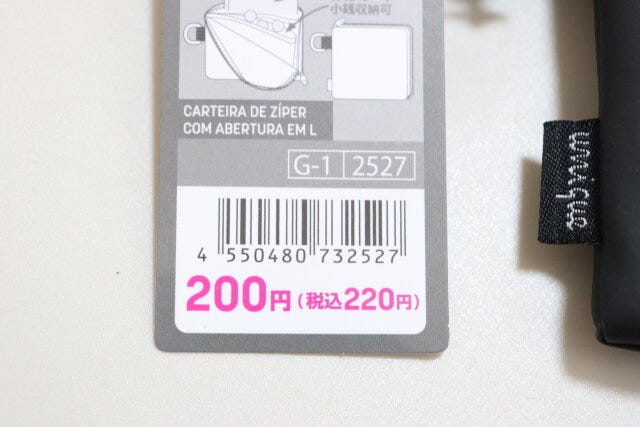 小銭収納可
CARTEIRA DE ZÍPER
COM ABERTURA EM L
G-1 2527
4 550480 732527
200円(税込220円)